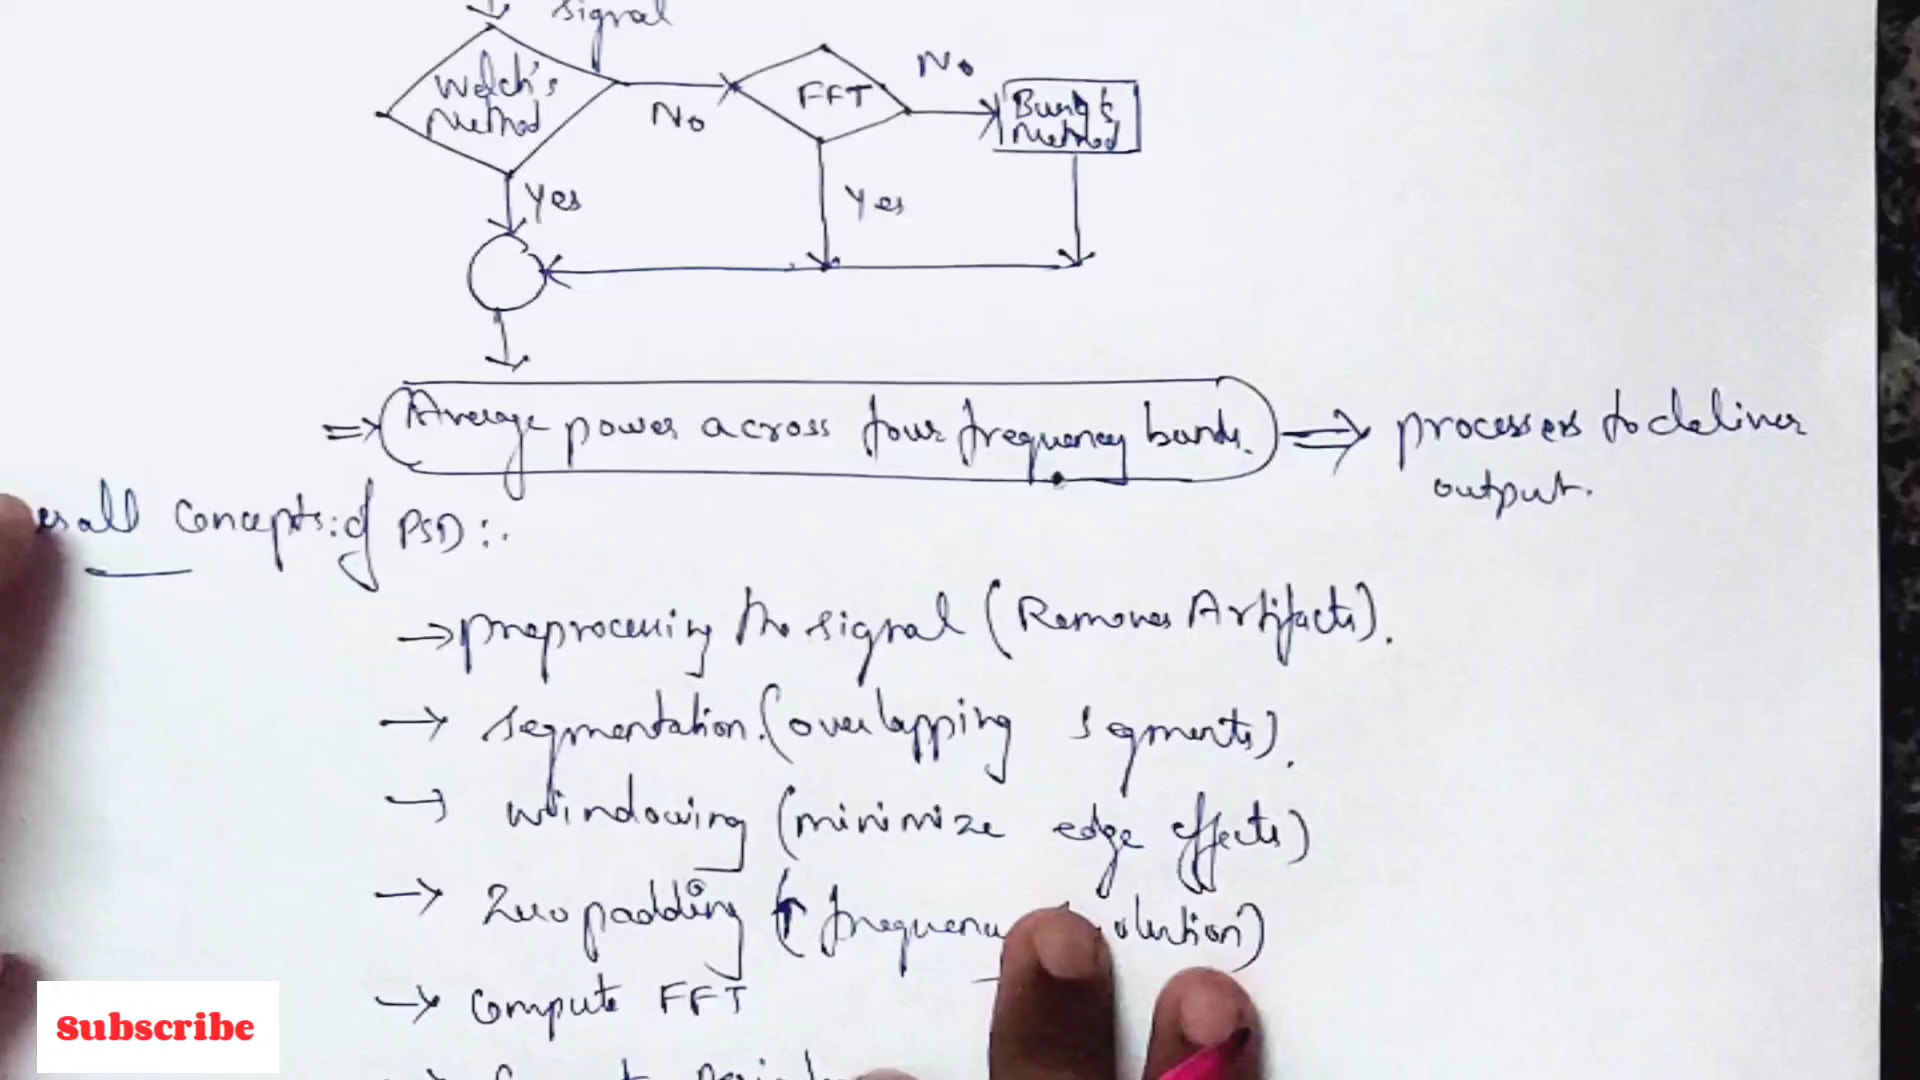 signal
Welch's
Method
No
FFT
No
Burg's
Method
Yes
Yes
⇒ Average power across four frequency bands. ⇒ processes to deliver
output.
all Concepts: of PSD :.
→ preprocessing the signal (Removes Artifacts).
→ segmentation. (overlapping segments).
→ windowing (minimize edge effects)
→ Zero padding (↑ 
→ Compute FFT
Subscribe